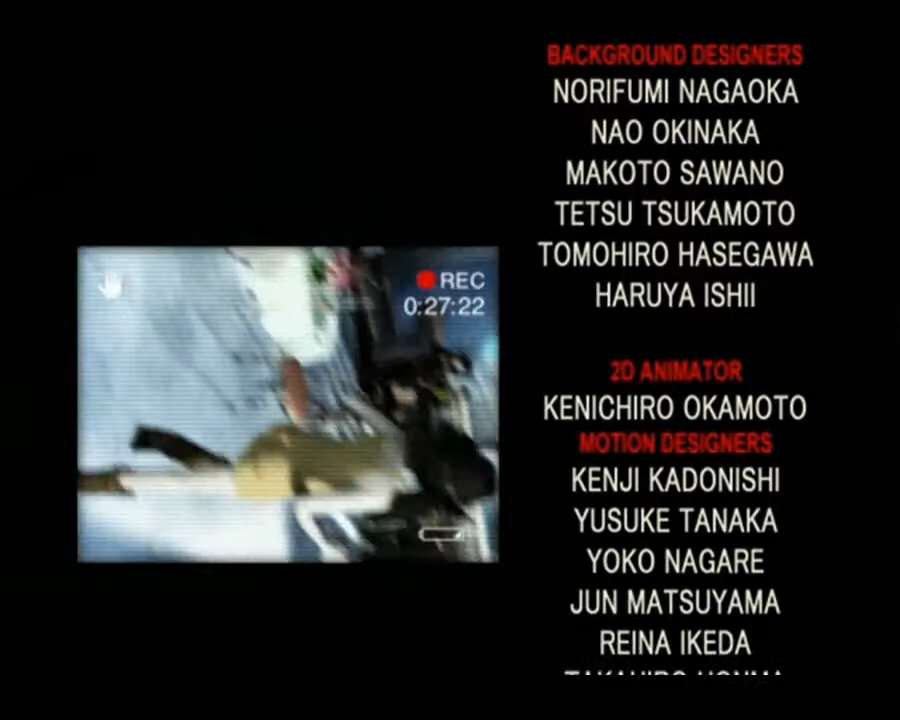 BACKGROUND DESIGNERS
NORIFUMI NAGAOKA
NAO OKINAKA
MAKOTO SAWANO
TETSU TSUKAMOTO
TOMOHIRO HASEGAWA
HARUYA ISHII
REC
0:27:22
2D ANIMATOR
KENICHIRO OKAMOTO
MOTION DESIGNERS
KENJI KADONISHI
YUSUKE TANAKA
YOKO NAGARE
JUN MATSUYAMA
REINA IKEDA